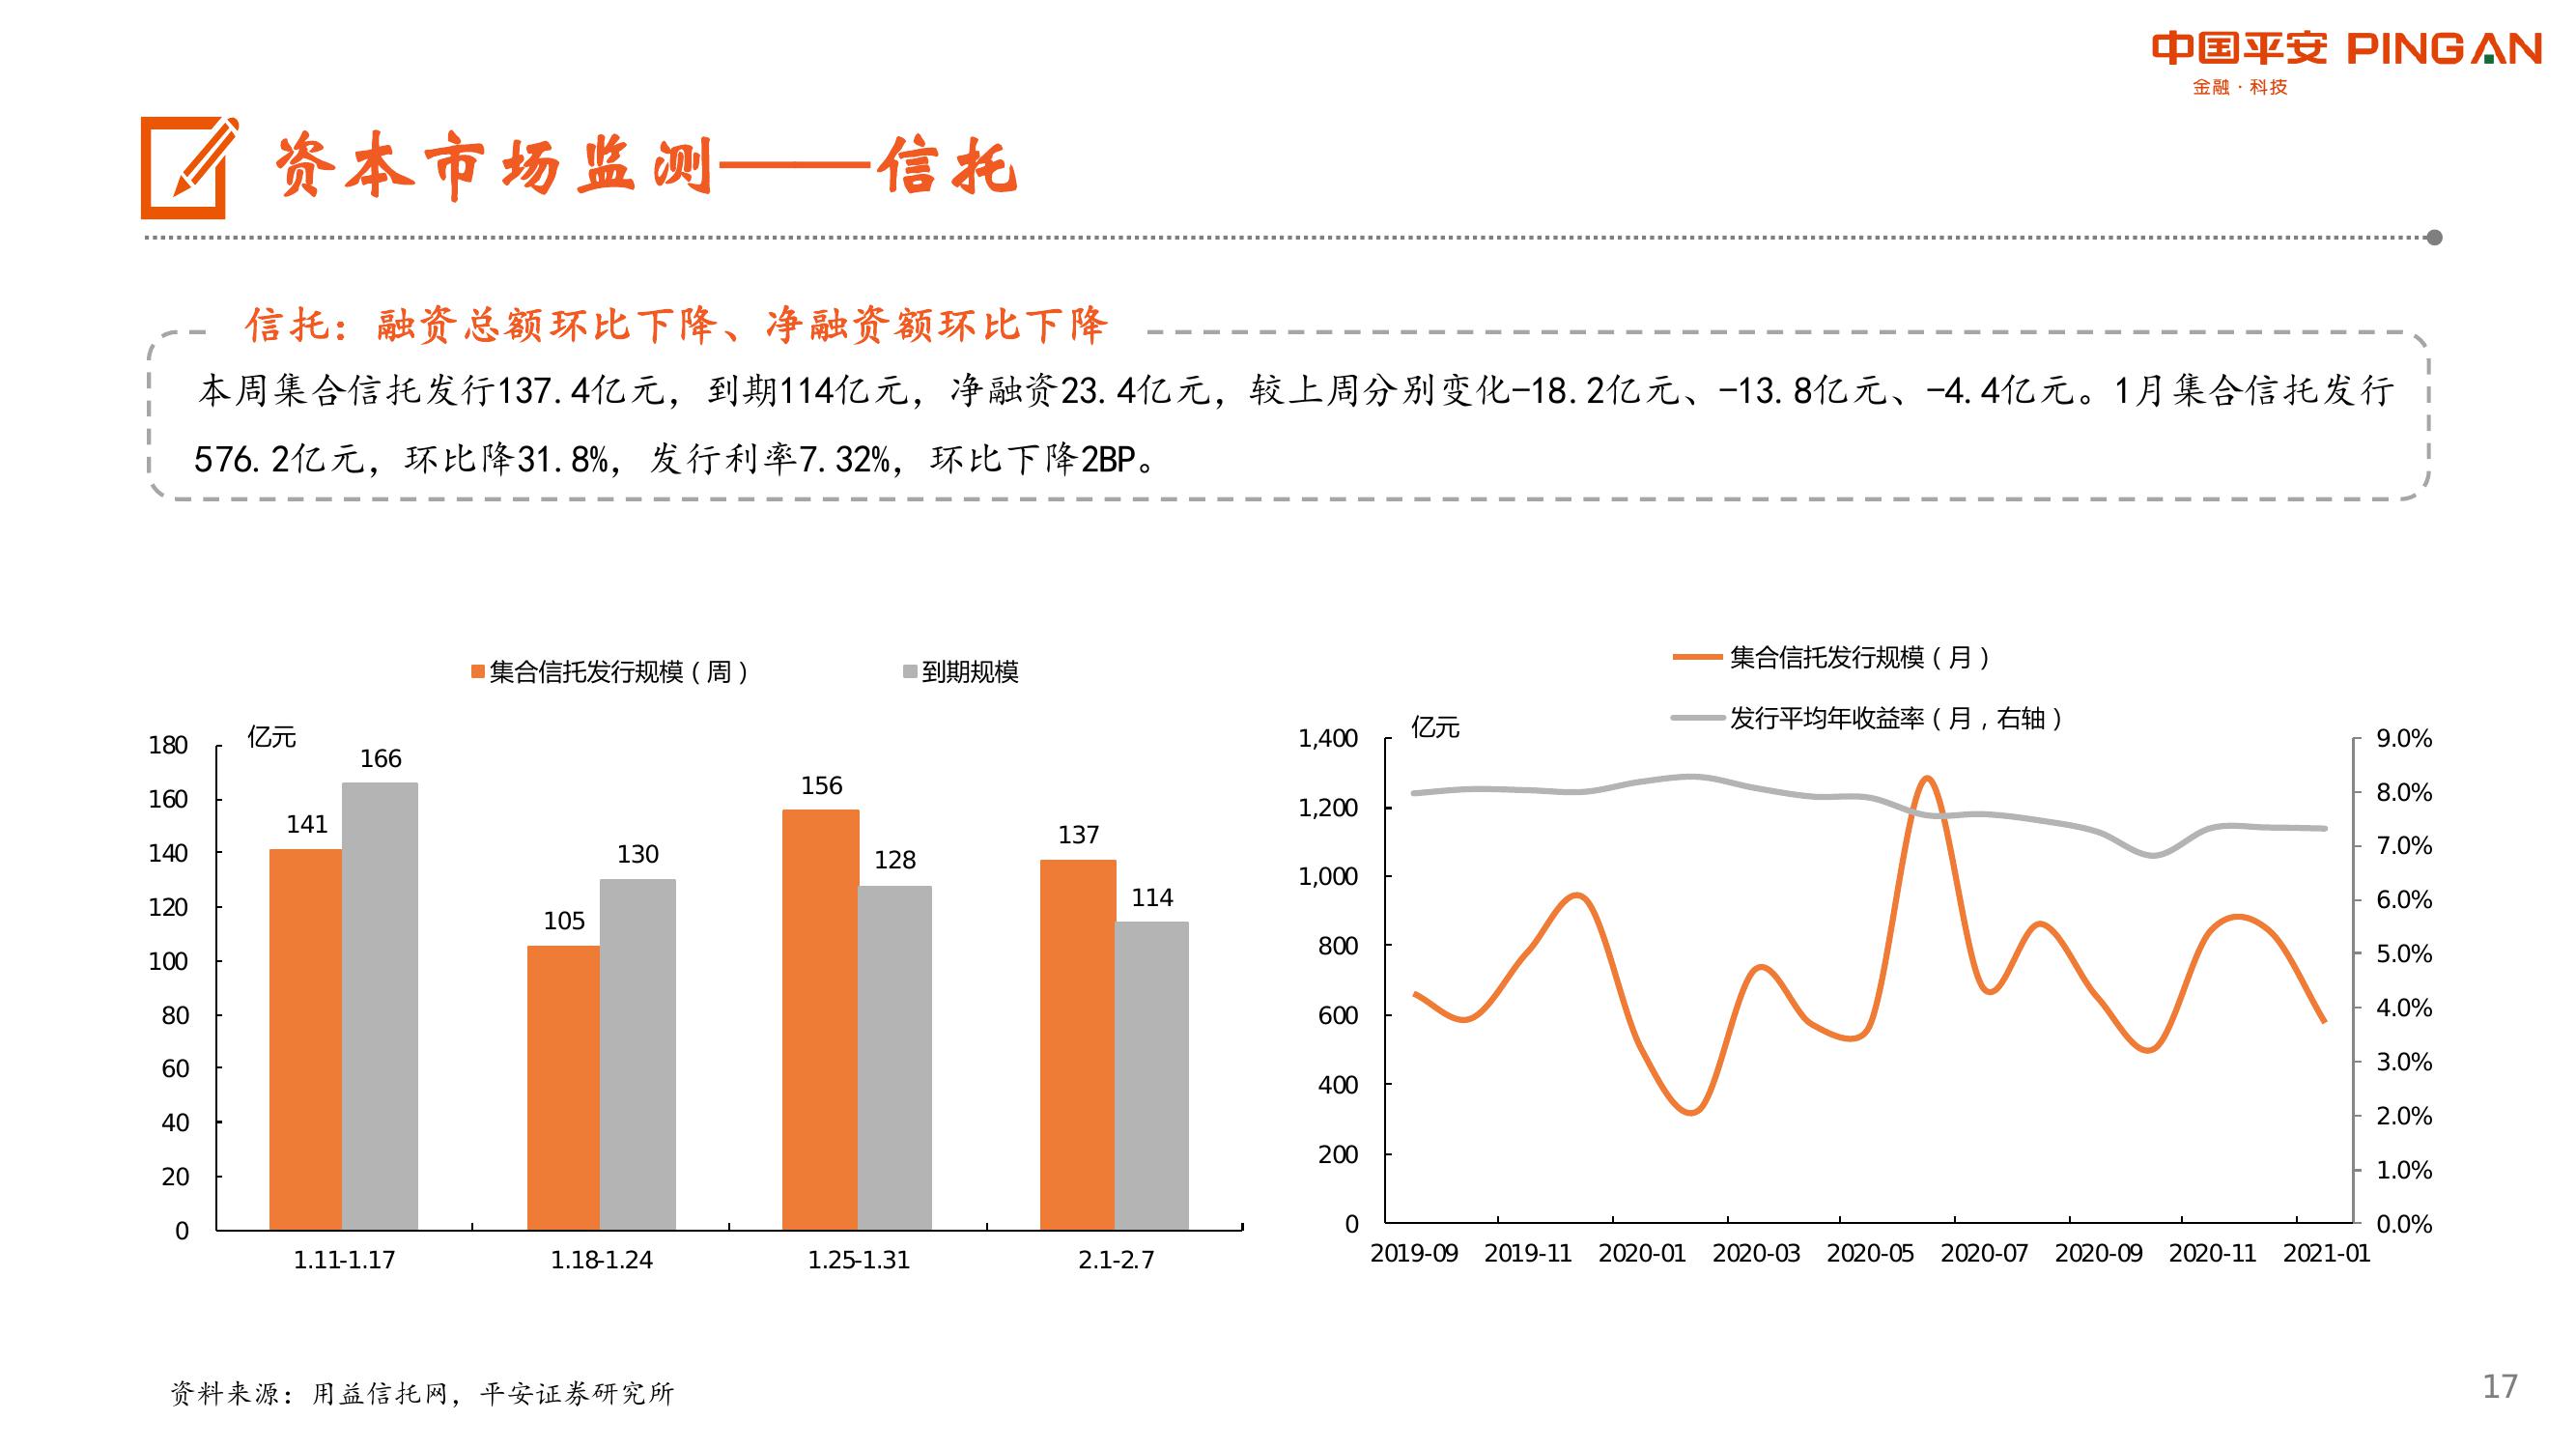 中国平安 PINGAN
金融·科技
资本市场监测——信托
信托：融资总额环比下降、净融资额环比下降
本周集合信托发行137.4亿元，到期114亿元，净融资23.4亿元，较上周分别变化-18.2亿元、-13.8亿元、-4.4亿元。1月集合信托发行
576.2亿元，环比降31.8%，发行利率7.32%，环比下降2BP。
集合信托发行规模（周） 到期规模
亿元
180
160
140
120
100
80
60
40
20
0
141 166
105 130
156 128
137 114
1.11-1.17 1.18-1.24 1.25-1.31 2.1-2.7
集合信托发行规模（月）
发行平均年收益率（月，右轴）
亿元
1,400
1,200
1,000
800
600
400
200
0
9.0%
8.0%
7.0%
6.0%
5.0%
4.0%
3.0%
2.0%
1.0%
0.0%
2019-09 2019-11 2020-01 2020-03 2020-05 2020-07 2020-09 2020-11 2021-01
资料来源：用益信托网，平安证券研究所
17